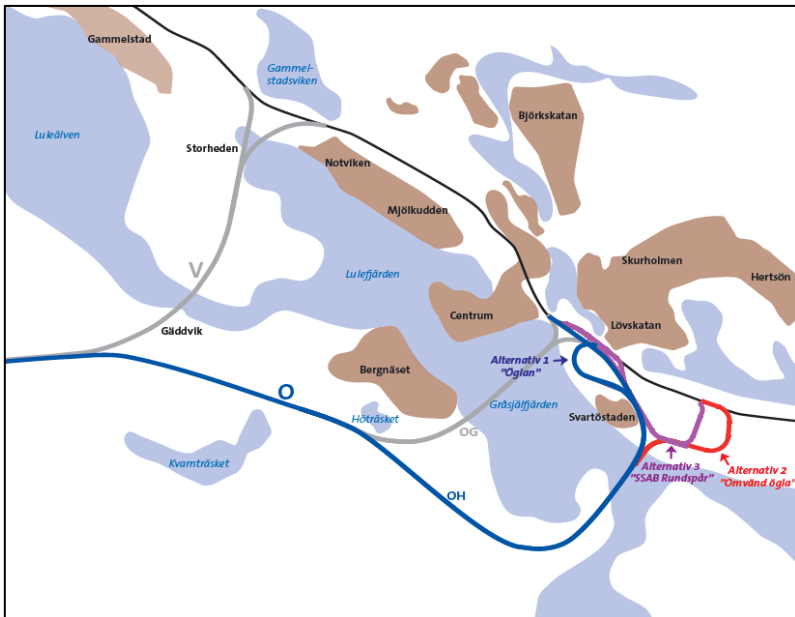 Gammelstad
Gammel-
stadsviken
Björkskatan
Luleälven
Storheden
Notviken
Mjölkudden
Skurholmen
Hertsön
V
Lulefjärden
Centrum
Lövskatan
Gäddvik
Alternativ 1
"Öglan"
Bergnäset
O
Gråsjälfjärden
Höträsket
Svartöstaden
OG
Kvarnträsket
Alternativ 3
"SSAB Rundspår"
Alternativ 2
"Omvänd ögla"
OH